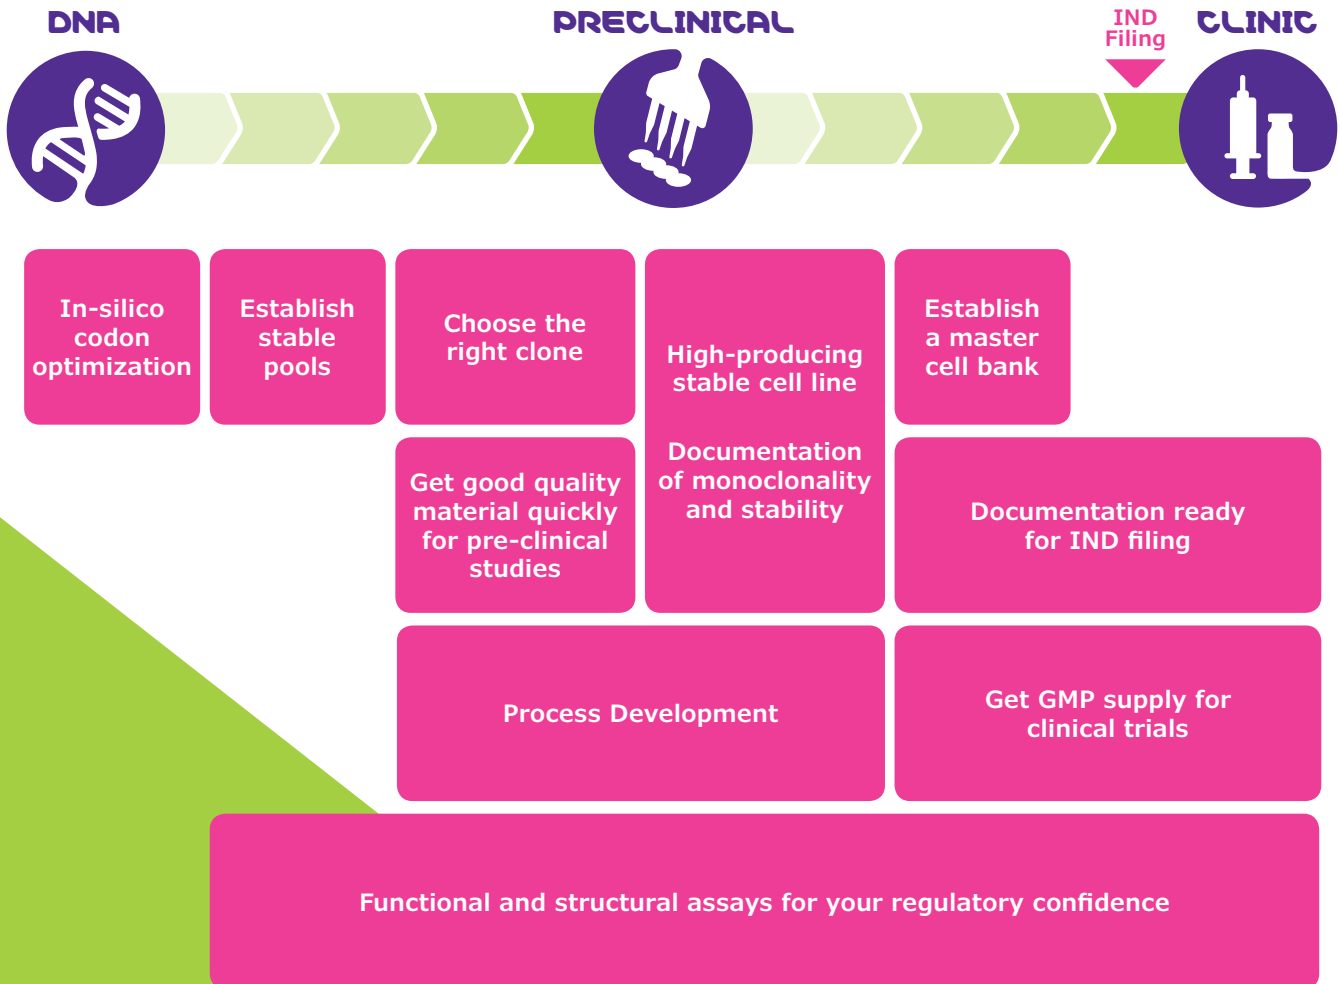 DNA
PRECLINICAL
IND
Filing
CLINIC
In-silico
codon
optimization
Establish
stable
pools
Choose the
right clone
High-producing
stable cell line
Documentation
of monoclonality
and stability
Establish
a master
cell bank
Get good quality
material quickly
for pre-clinical
studies
Documentation ready
for IND filing
Process Development
Get GMP supply for
clinical trials
Functional and structural assays for your regulatory confidence